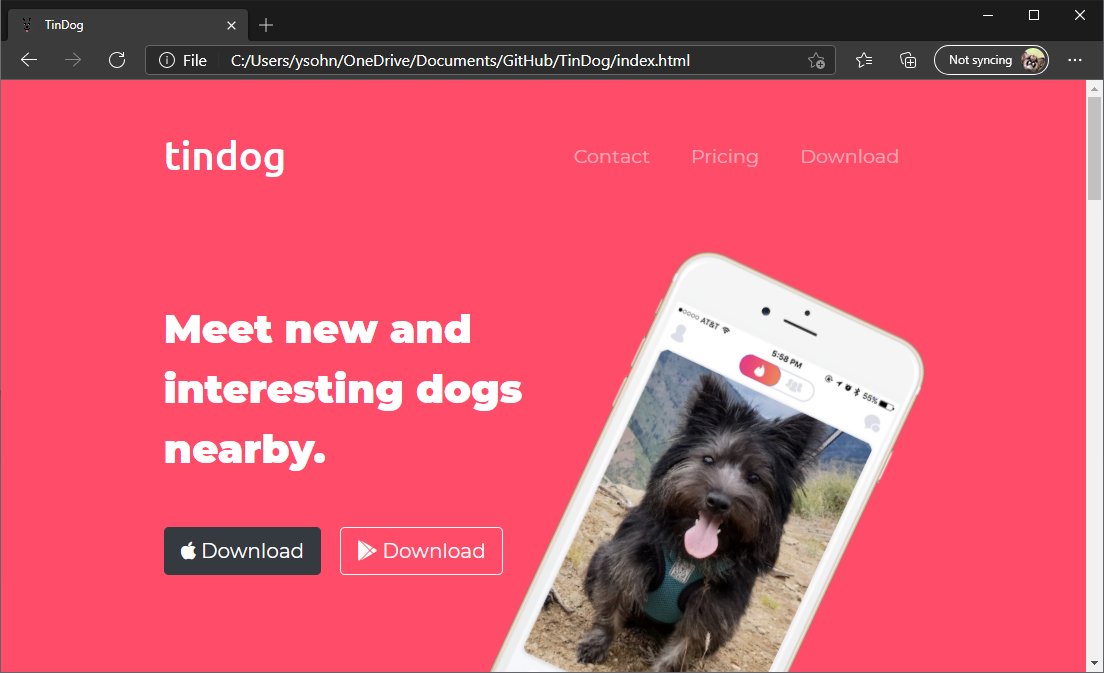 TinDog
File C:/Users/ysohn/OneDrive/Documents/GitHub/TinDog/index.html
Not syncing
tindog
Contact Pricing Download
Meet new and
interesting dogs
nearby.
Download Download
AT&T
5:58 PM
55%